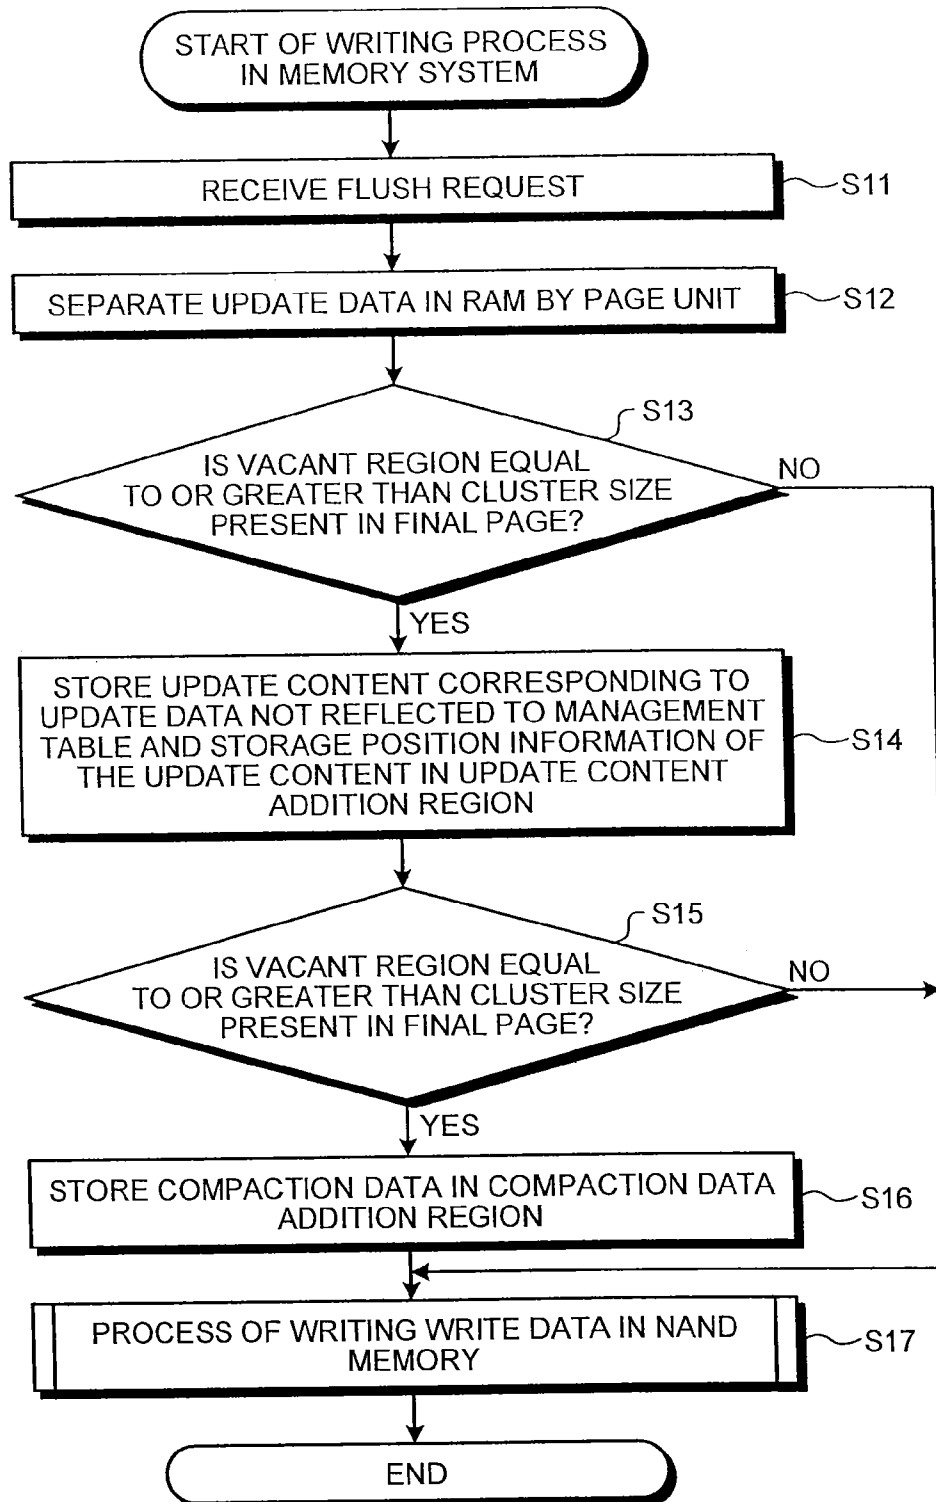 START OF WRITING PROCESS
IN MEMORY SYSTEM
RECEIVE FLUSH REQUEST
S11
SEPARATE UPDATE DATA IN RAM BY PAGE UNIT
S12
S13
IS VACANT REGION EQUAL
TO OR GREATER THAN CLUSTER SIZE
PRESENT IN FINAL PAGE?
NO
YES
STORE UPDATE CONTENT CORRESPONDING TO
UPDATE DATA NOT REFLECTED TO MANAGEMENT
TABLE AND STORAGE POSITION INFORMATION OF
THE UPDATE CONTENT IN UPDATE CONTENT
ADDITION REGION
S14
S15
IS VACANT REGION EQUAL
TO OR GREATER THAN CLUSTER SIZE
PRESENT IN FINAL PAGE?
NO
YES
STORE COMPACTION DATA IN COMPACTION DATA
ADDITION REGION
S16
PROCESS OF WRITING WRITE DATA IN NAND
MEMORY
S17
END